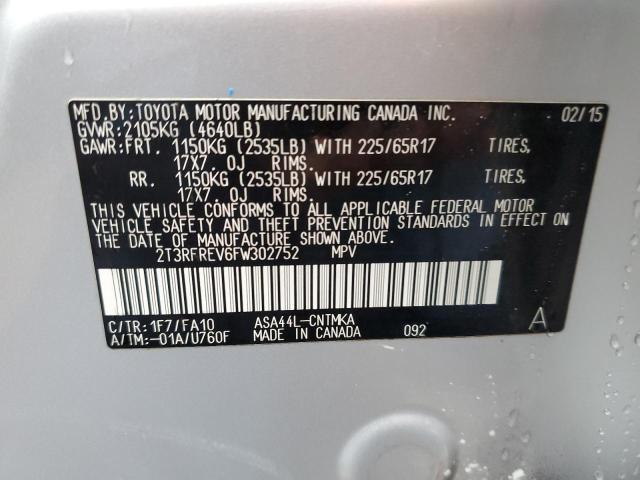 MFD.BY:TOYOTA MOTOR MANUFACTURING CANADA INC. 02/15
GVWR:2105KG (4640LB)
GAWR:FRT. 1150KG (2535LB) WITH 225/65R17 TIRES,
17X7.0J RIMS.
RR. 1150KG (2535LB) WITH 225/65R17 TIRES,
17X7.0J RIMS.
THIS VEHICLE CONFORMS TO ALL APPLICABLE FEDERAL MOTOR
VEHICLE SAFETY AND THEFT PREVENTION STANDARDS IN EFFECT ON
THE DATE OF MANUFACTURE SHOWN ABOVE.
2T3RFREV6FW302752 MPV
C/TR:1F7/FA10 ASA44L-CNTMKA
A/TM:-01A/U760F MADE IN CANADA 092 A